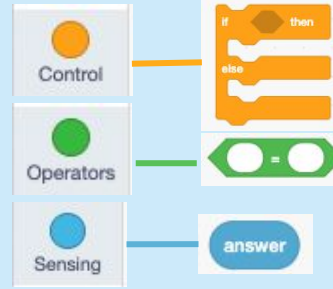 if then
Control
else
Operators
=
answer
Sensing